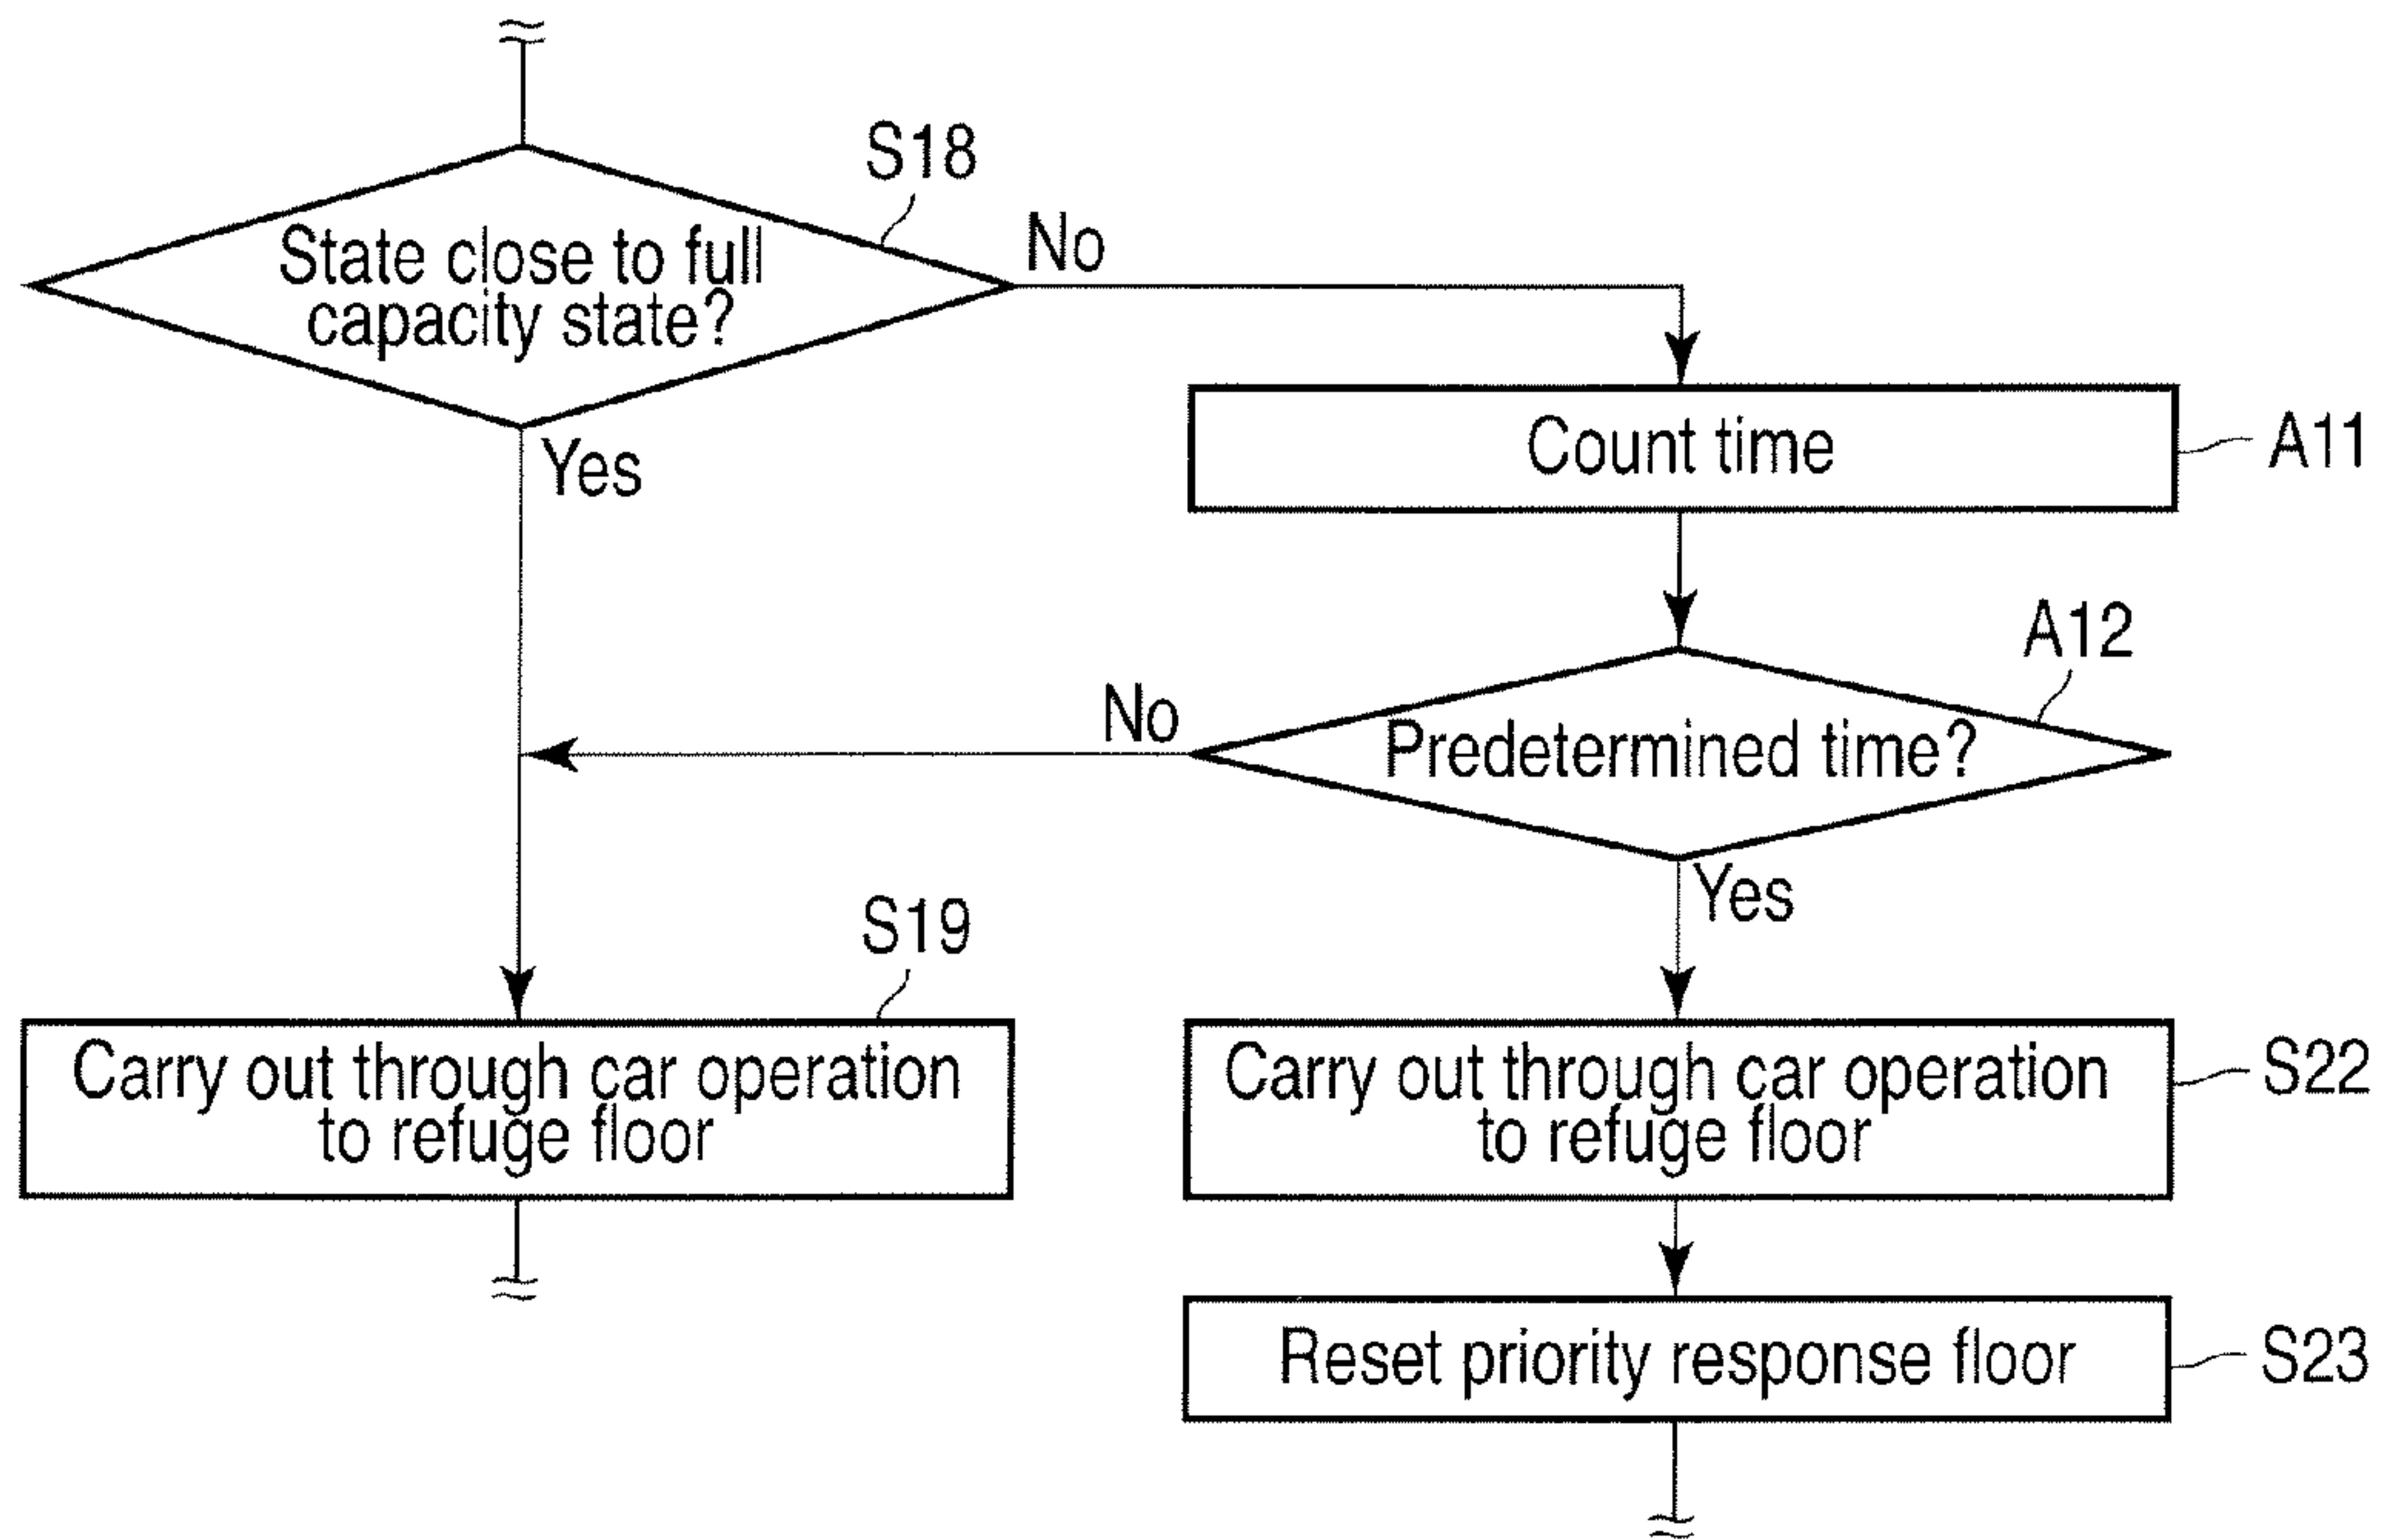 S18
State close to full
capacity state?
No
Yes
Count time
A11
A12
Predetermined time?
No
Yes
S19
Carry out through car operation
to refuge floor
Carry out through car operation
to refuge floor
S22
Reset priority response floor
S23